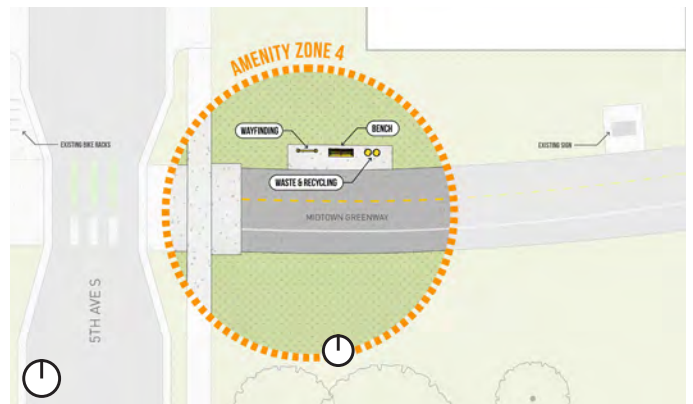 AMENITY ZONE 4
WAYFINDING
BENCH
EXISTING BIKE RACKS
EXISTING SIGN
WASTE & RECYCLING
MIDTOWN GREENWAY
5TH AVE S